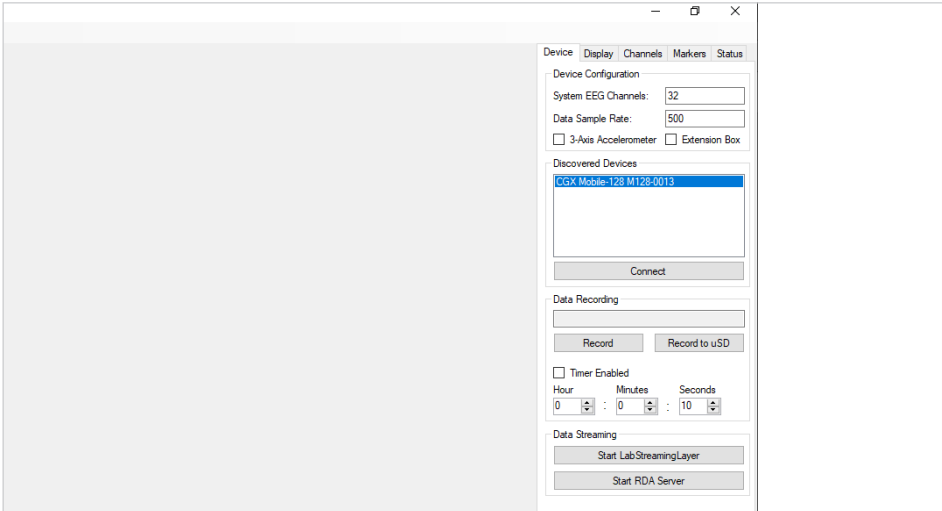 Device Display Channels Markers Status
Device Configuration
System EEG Channels: 32
Data Sample Rate: 500
3-Axis Accelerometer Extension Box
Discovered Devices
CGX Mobile-128 M128-0013
Connect
Data Recording
Record Record to uSD
Timer Enabled
Hour Minutes Seconds
0 : 0 : 10
Data Streaming
Start LabStreamingLayer
Start RDA Server